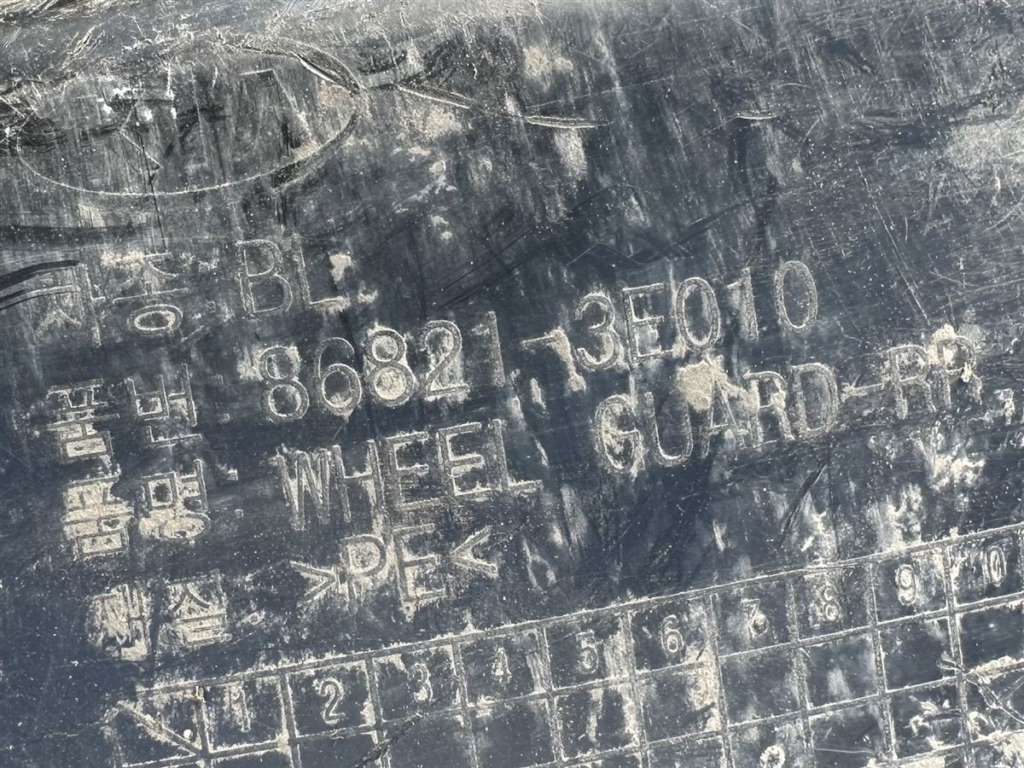 KIA
차종 BL
품번 86821-3E010
품명 WHEEL GUARD-RR,
재질 >PE<
1 2 3 4 5 6 7 8 9 10